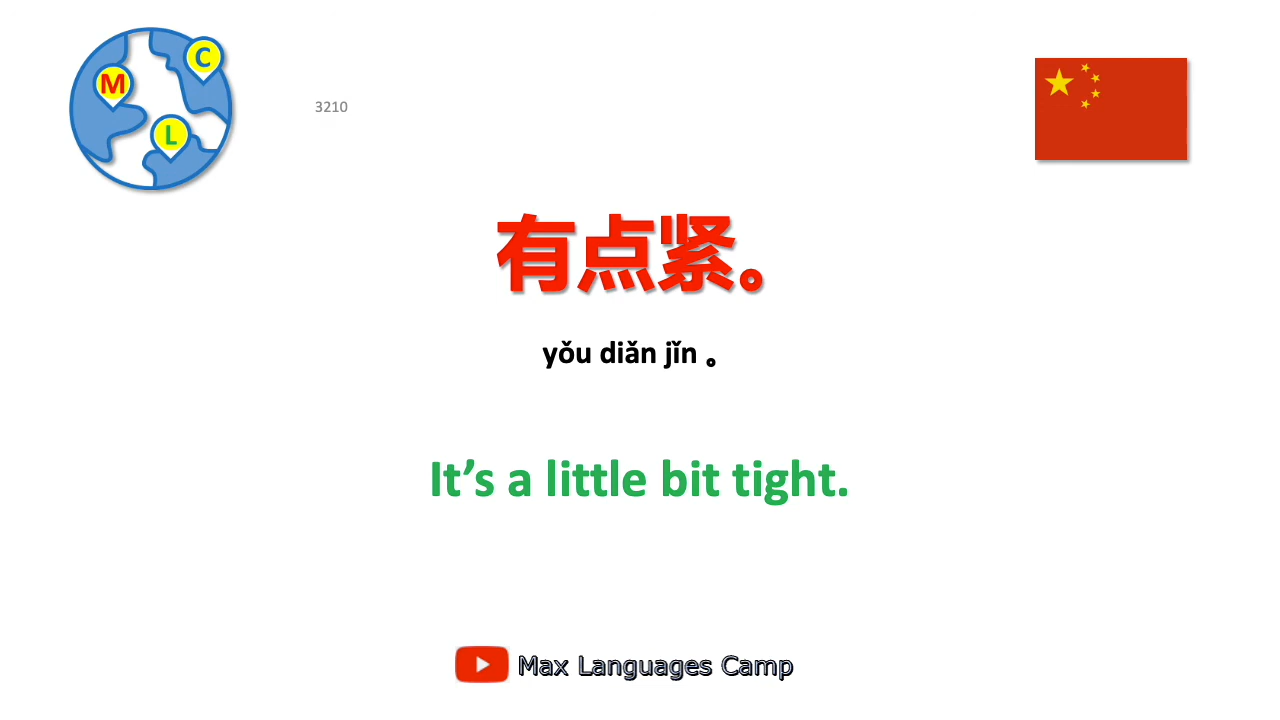 C
M
L
3210
有点紧。
yǒu diǎn jǐn 。
It’s a little bit tight.
Max Languages Camp